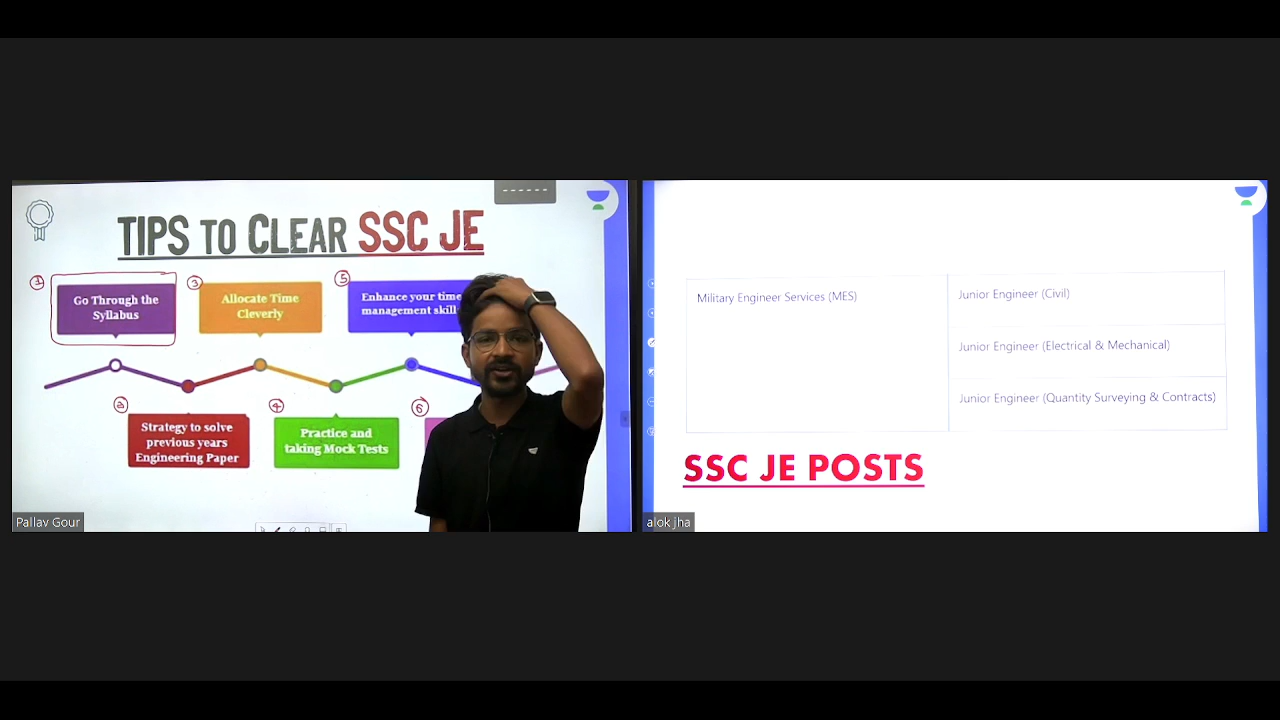 ------
TIPS TO CLEAR SSC JE
1
Go Through the
Syllabus
3
Allocate Time
Cleverly
5
Enhance your time
management skill
2
Strategy to solve
previous years
Engineering Paper
4
Practice and
taking Mock Tests
6
Pallav Gour
Military Engineer Services (MES)
Junior Engineer (Civil)
Junior Engineer (Electrical & Mechanical)
Junior Engineer (Quantity Surveying & Contracts)
SSC JE POSTS
alok jha